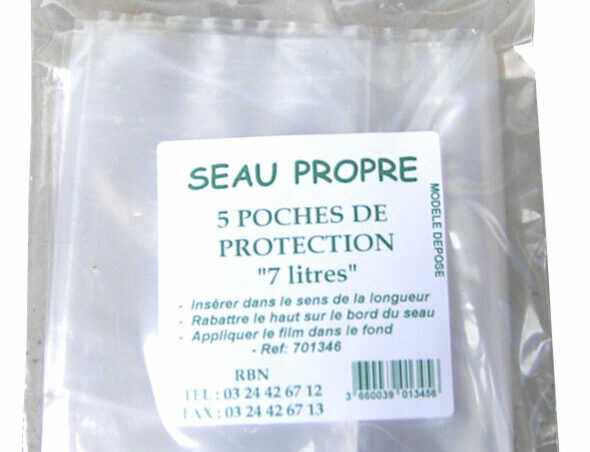 SEAU PROPRE
MODELE DEPOSE
5 POCHES DE
PROTECTION
"7 litres"
- Insérer dans le sens de la longueur
- Rabattre le haut sur le bord du seau
- Appliquer le film dans le fond
- Ref: 701346
RBN
TEL : 03 24 42 67 12
FAX : 03 24 42 67 13
3 660039 013456